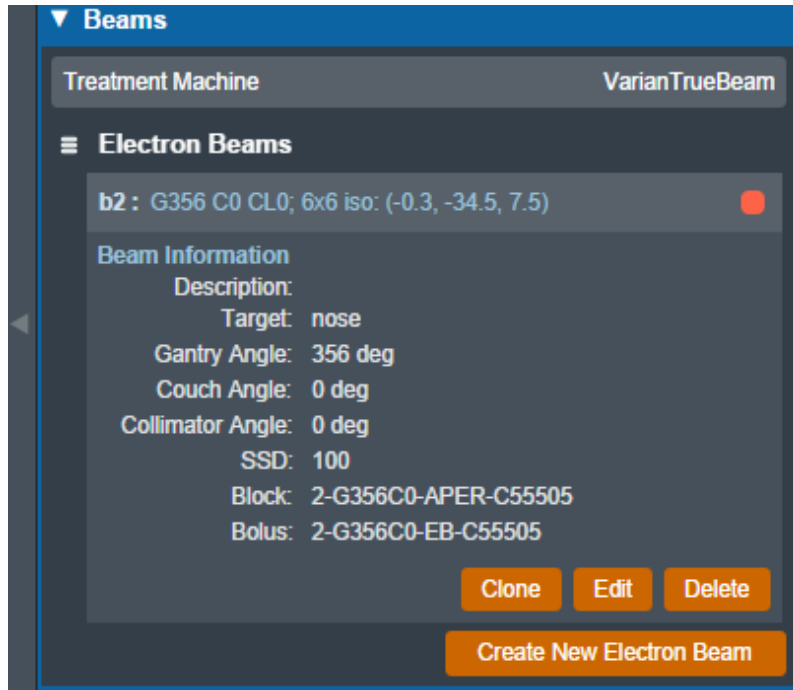 Beams
Treatment Machine VarianTrueBeam
Electron Beams
b2 : G356 C0 CL0; 6x6 iso: (-0.3, -34.5, 7.5)
Beam Information
Description:
Target: nose
Gantry Angle: 356 deg
Couch Angle: 0 deg
Collimator Angle: 0 deg
SSD: 100
Block: 2-G356C0-APER-C55505
Bolus: 2-G356C0-EB-C55505
Clone Edit Delete
Create New Electron Beam